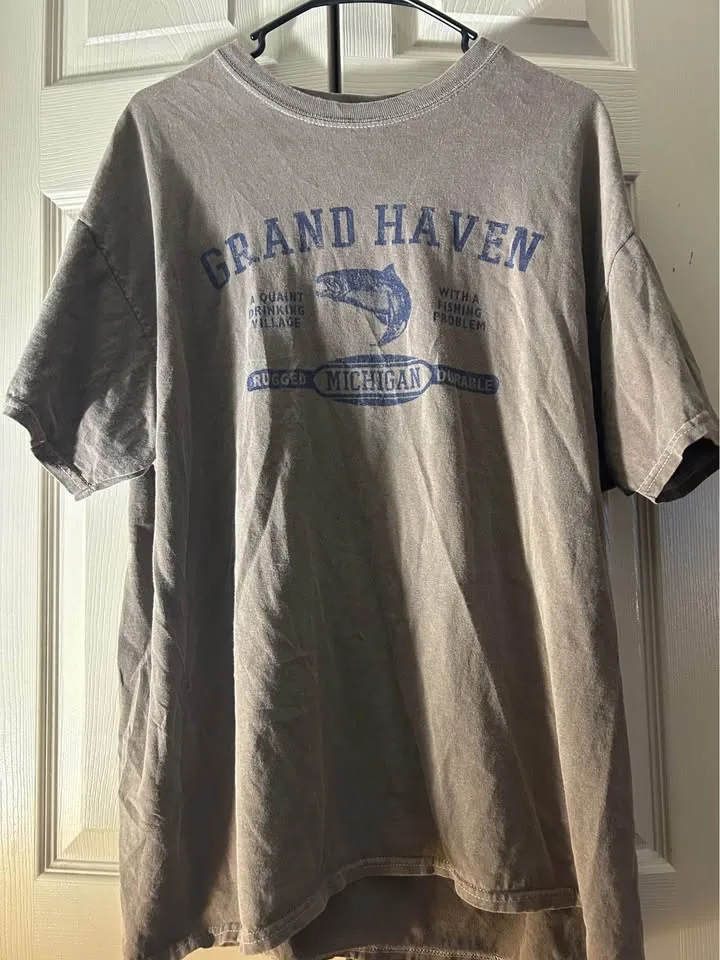 GRAND HAVEN
A QUAINT
DRINKING
VILLAGE
WITH A
FISHING
PROBLEM
RUGGED MICHIGAN DURABLE